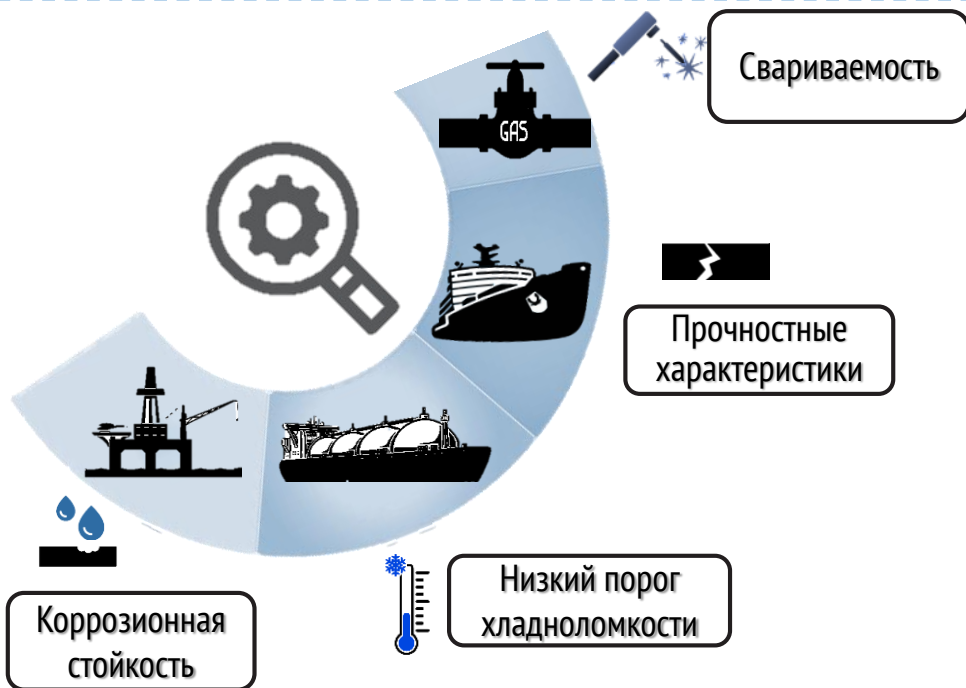 Свариваемость
GAS
Прочностные
характеристики
Низкий порог
хладноломкости
Коррозионная
стойкость